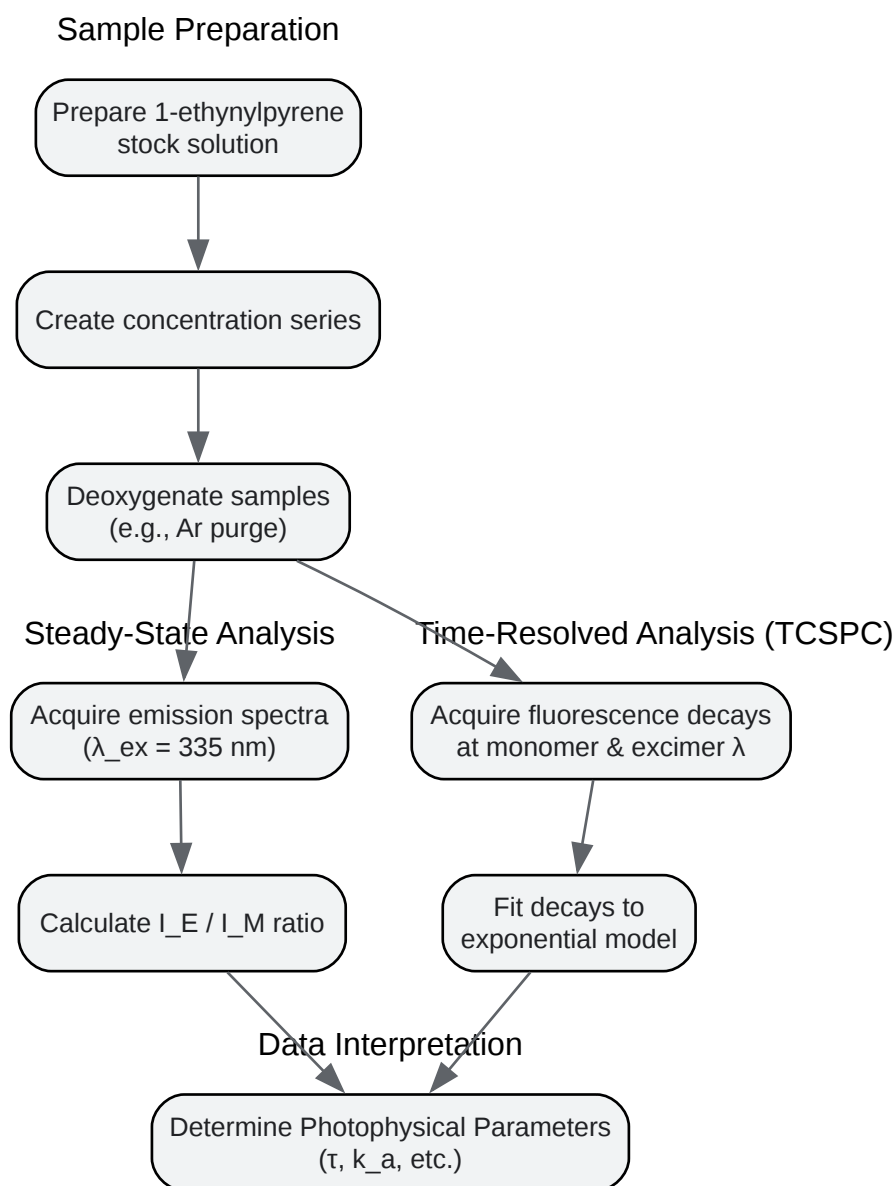 Sample Preparation
Prepare 1-ethynylpyrene
stock solution
Create concentration series
Deoxygenate samples
(e.g., Ar purge)
Steady-State Analysis
Time-Resolved Analysis (TCSPC)
Acquire emission spectra
(λ_ex = 335 nm)
Acquire fluorescence decays
at monomer & excimer λ
Calculate I_E / I_M ratio
Fit decays to
exponential model
Data Interpretation
Determine Photophysical Parameters
(τ, k_a, etc.)